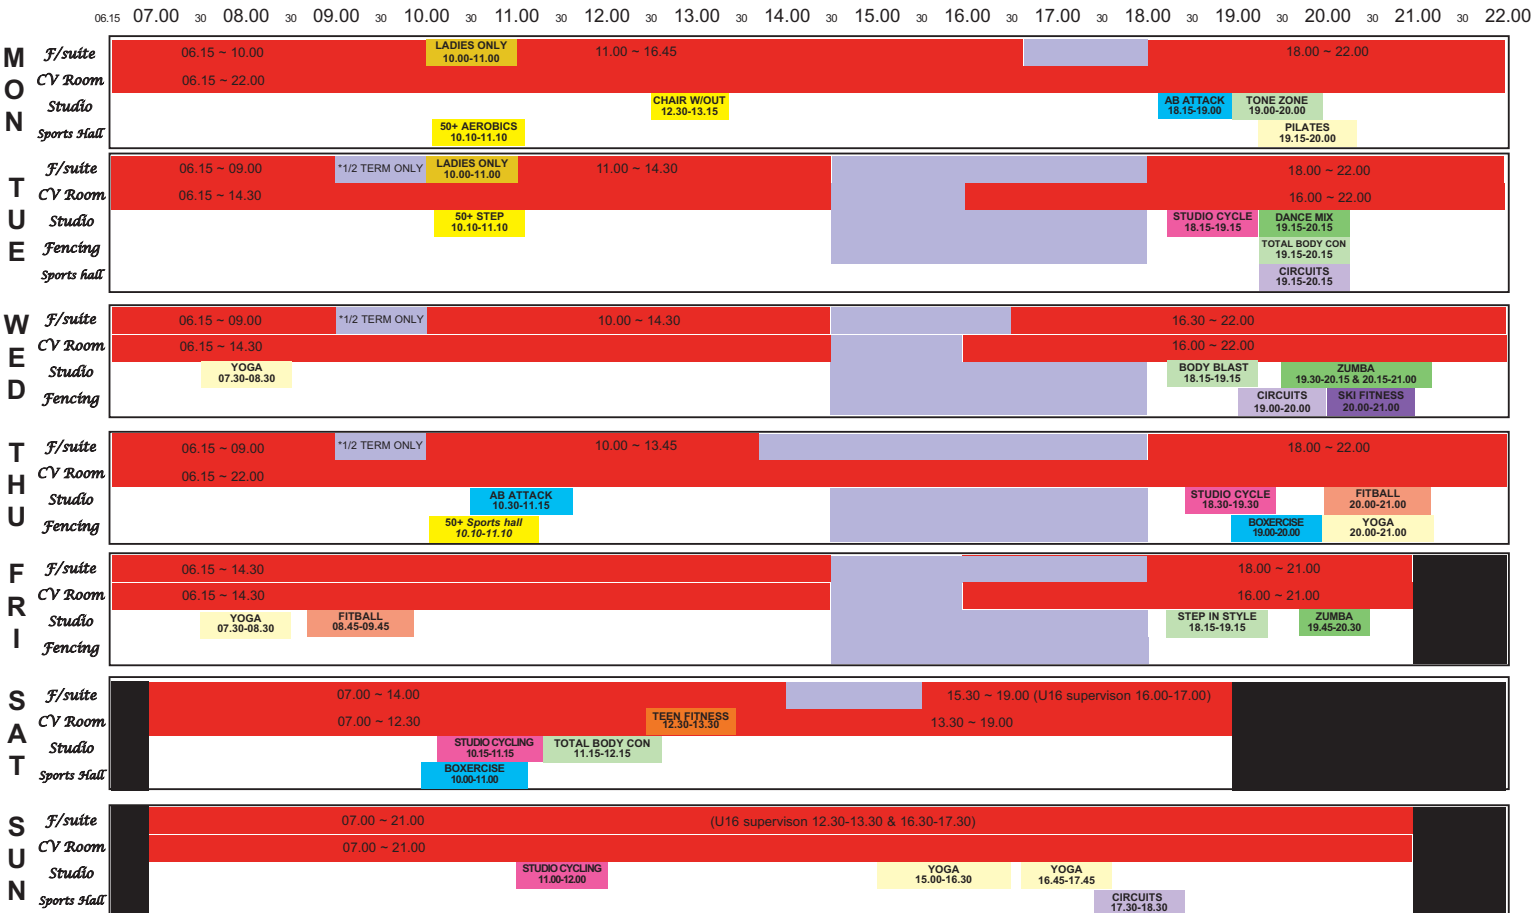 06.15 07.00 30 08.00 30 09.00 30 10.00 30 11.00 30 12.00 30 13.00 30 14.00 30 15.00 30 16.00 30 17.00 30 18.00 30 19.00 30 20.00 30 21.00 30 22.00
MON
F/suite 06.15 ~ 10.00 LADIES ONLY 11.00 ~ 16.45 18.00 ~ 22.00
10.00-11.00
CV Room 06.15 ~ 22.00
Studio CHAIR W/OUT AB ATTACK TONE ZONE
12.30-13.15 18.15-19.00 19.00-20.00
Sports Hall 50+ AEROBICS PILATES
10.10-11.10 19.15-20.00
TUE
F/suite 06.15 ~ 09.00 *1/2 TERM ONLY LADIES ONLY 11.00 ~ 14.30 18.00 ~ 22.00
10.00-11.00
CV Room 06.15 ~ 14.30 16.00 ~ 22.00
Studio 50+ STEP STUDIO CYCLE DANCE MIX
10.10-11.10 18.15-19.15 19.15-20.15
Fencing TOTAL BODY CON
19.15-20.15
Sports hall CIRCUITS
19.15-20.15
WED
F/suite 06.15 ~ 09.00 *1/2 TERM ONLY 10.00 ~ 14.30 16.30 ~ 22.00
CV Room 06.15 ~ 14.30 16.00 ~ 22.00
Studio YOGA BODY BLAST ZUMBA
07.30-08.30 18.15-19.15 19.30-20.15 & 20.15-21.00
Fencing CIRCUITS SKI FITNESS
19.00-20.00 20.00-21.00
THU
F/suite 06.15 ~ 09.00 *1/2 TERM ONLY 10.00 ~ 13.45 18.00 ~ 22.00
CV Room 06.15 ~ 22.00
Studio AB ATTACK STUDIO CYCLE FITBALL
10.30-11.15 18.30-19.30 20.00-21.00
Fencing 50+ Sports hall BOXERCISE YOGA
10.10-11.10 19.00-20.00 20.00-21.00
FRI
F/suite 06.15 ~ 14.30 18.00 ~ 21.00
CV Room 06.15 ~ 14.30 16.00 ~ 21.00
Studio YOGA FITBALL STEP IN STYLE ZUMBA
07.30-08.30 08.45-09.45 18.15-19.15 19.45-20.30
Fencing
SAT
F/suite 07.00 ~ 14.00 15.30 ~ 19.00 (U16 supervison 16.00-17.00)
CV Room 07.00 ~ 12.30 TEEN FITNESS 13.30 ~ 19.00
12.30-13.30
Studio STUDIO CYCLING TOTAL BODY CON
10.15-11.15 11.15-12.15
Sports Hall BOXERCISE
10.00-11.00
SUN
F/suite 07.00 ~ 21.00 (U16 supervison 12.30-13.30 & 16.30-17.30)
CV Room 07.00 ~ 21.00
Studio STUDIO CYCLING YOGA YOGA
11.00-12.00 15.00-16.30 16.45-17.45
Sports Hall CIRCUITS
17.30-18.30